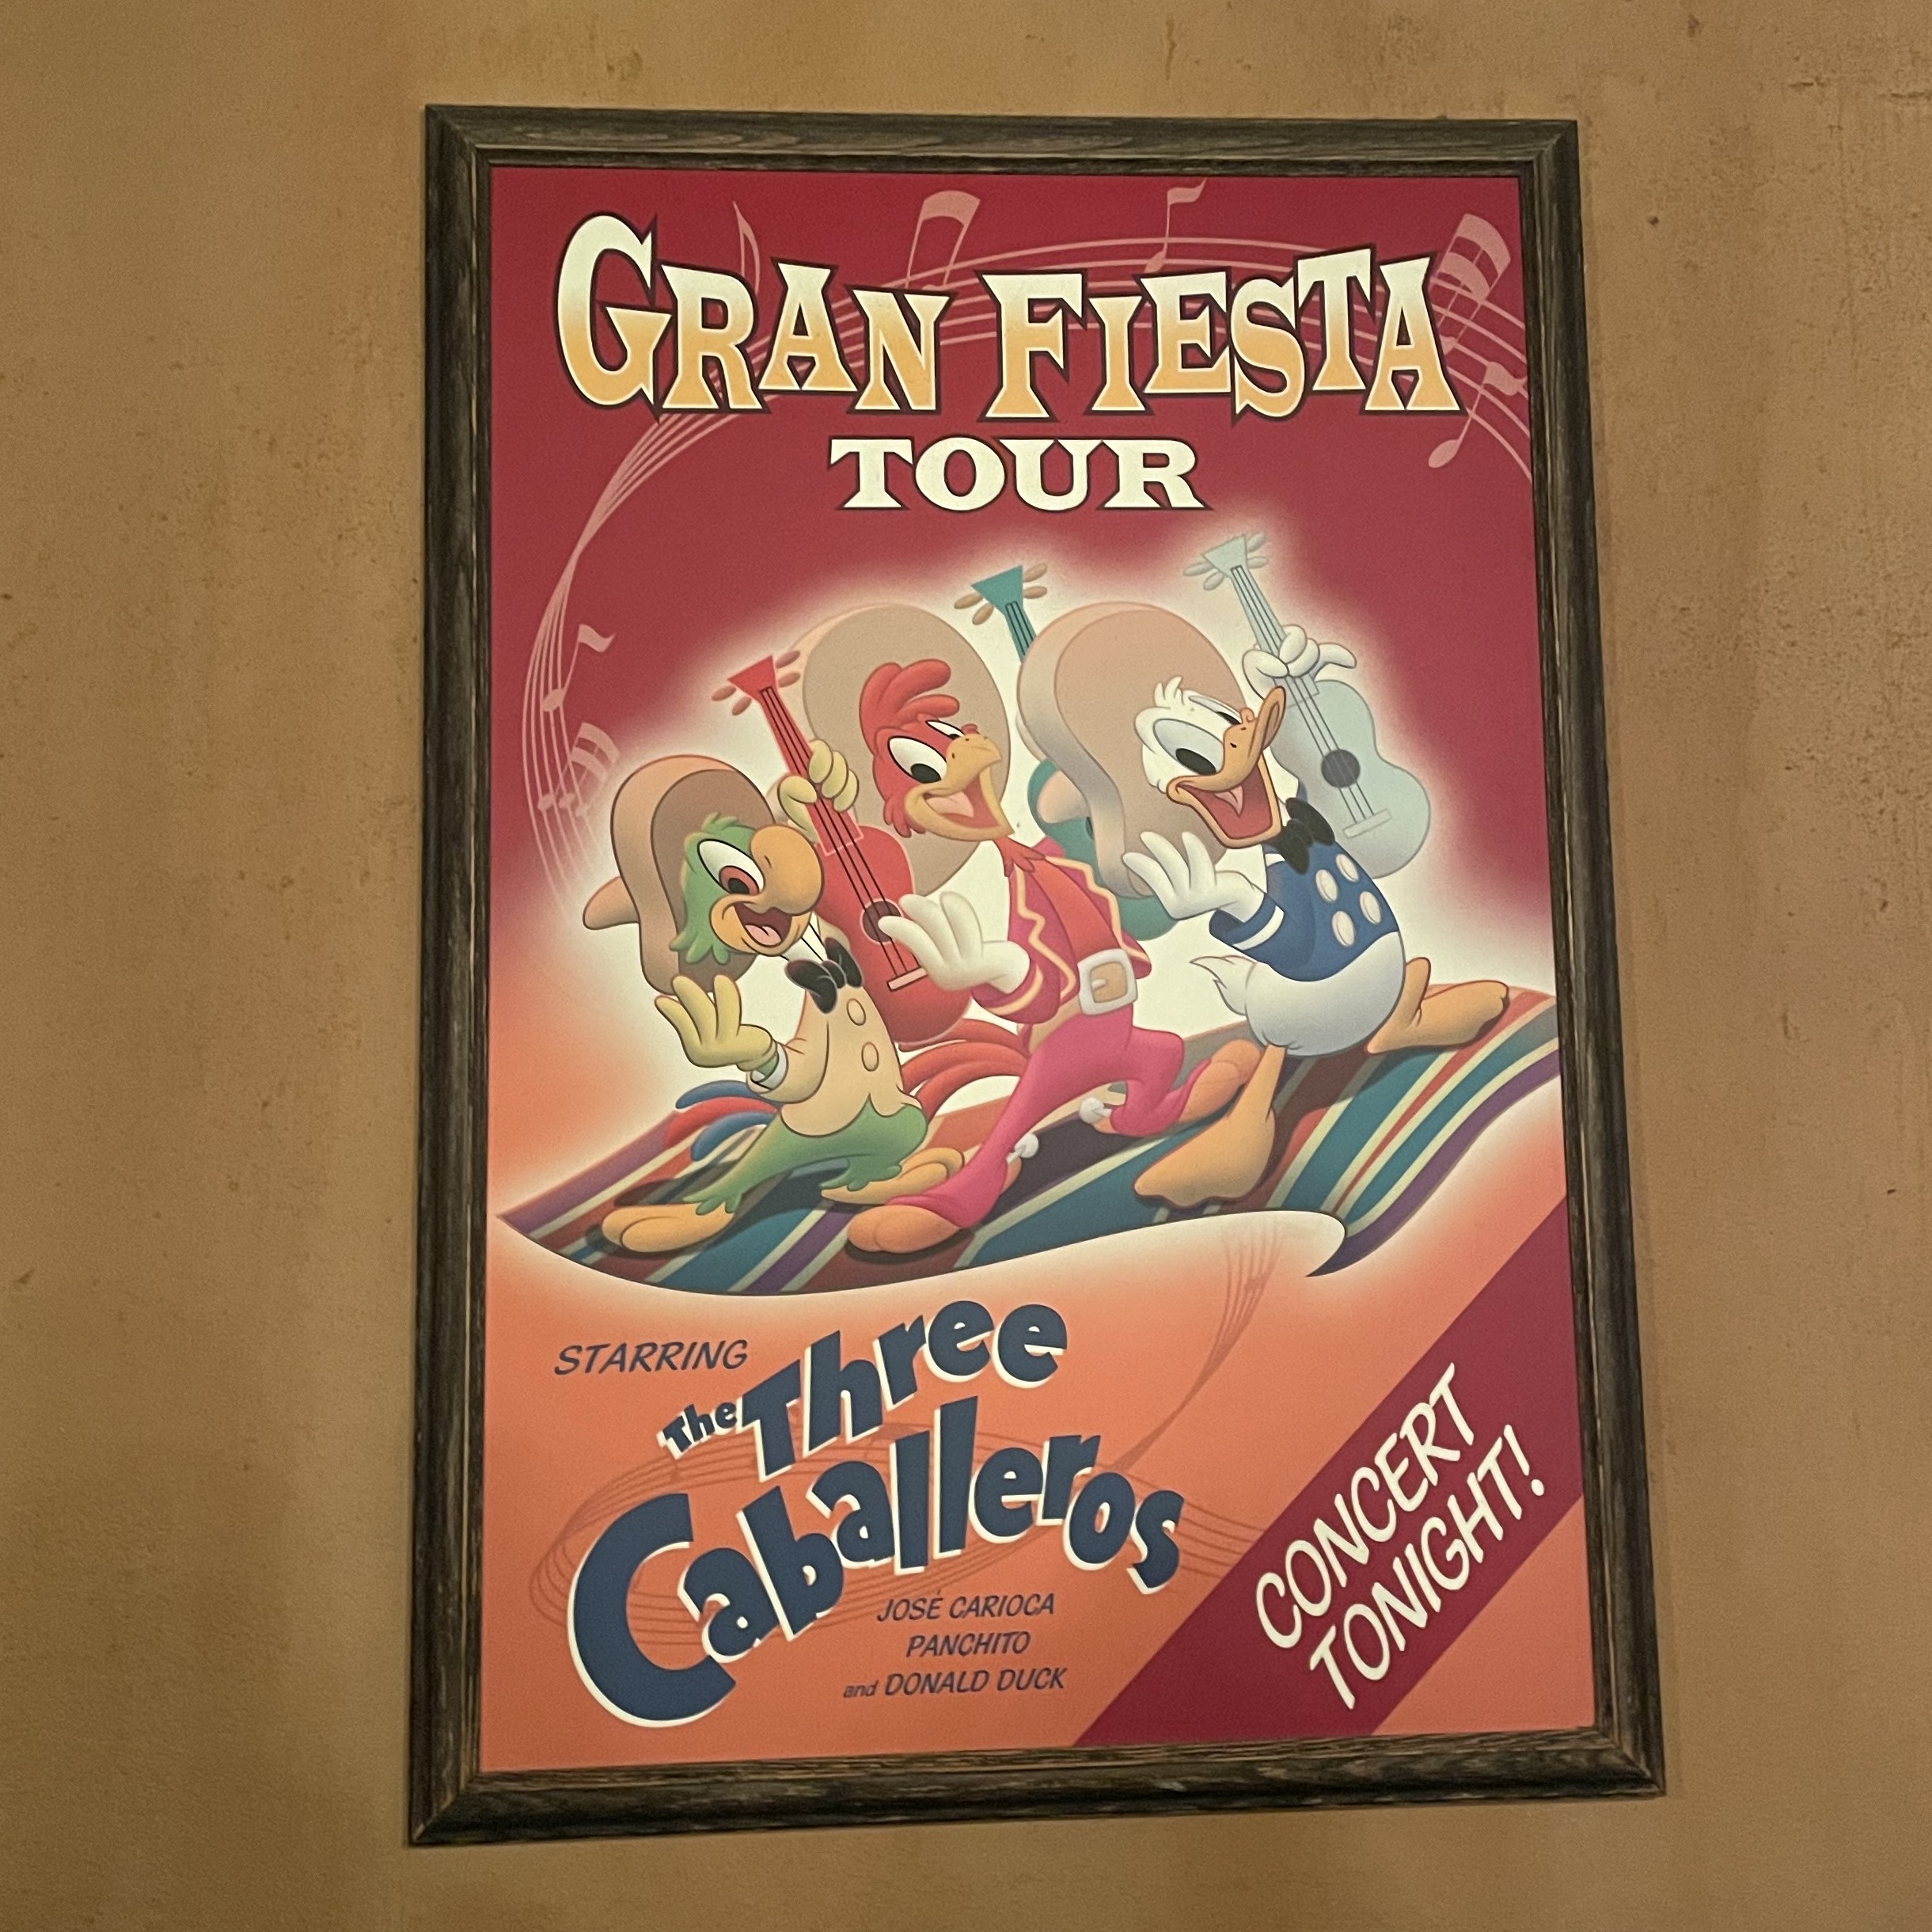 GRAN FIESTA
TOUR
STARRING
The Three
Caballeros
JOSÉ CARIOCA
PANCHITO
and DONALD DUCK
CONCERT
TONIGHT!